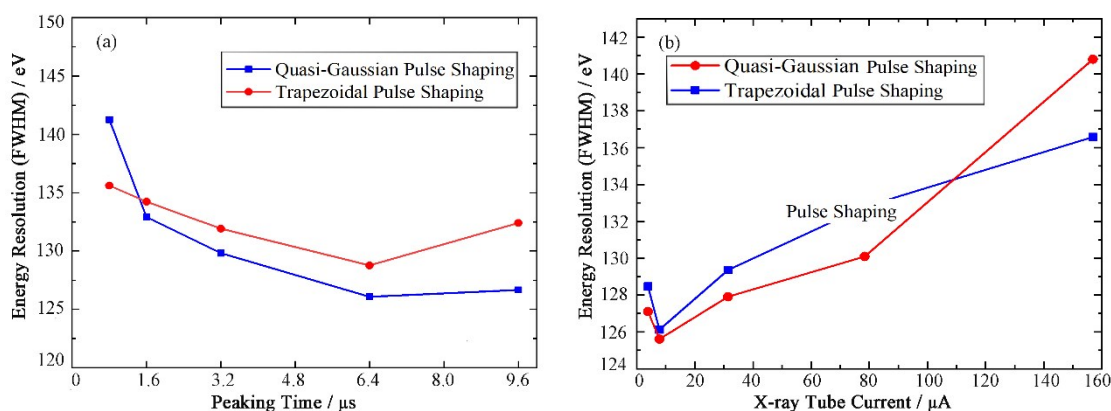 (a)
Quasi-Gaussian Pulse Shaping
Trapezoidal Pulse Shaping
Energy Resolution (FWHM) / eV
150
145
140
135
130
125
120
0 1.6 3.2 4.8 6.4 8.0 9.6
Peaking Time / μs
(b)
Quasi-Gaussian Pulse Shaping
Trapezoidal Pulse Shaping
Pulse Shaping
Energy Resolution (FWHM) / eV
142
140
138
136
134
132
130
128
126
124
0 20 40 60 80 100 120 140 160
X-ray Tube Current / μA